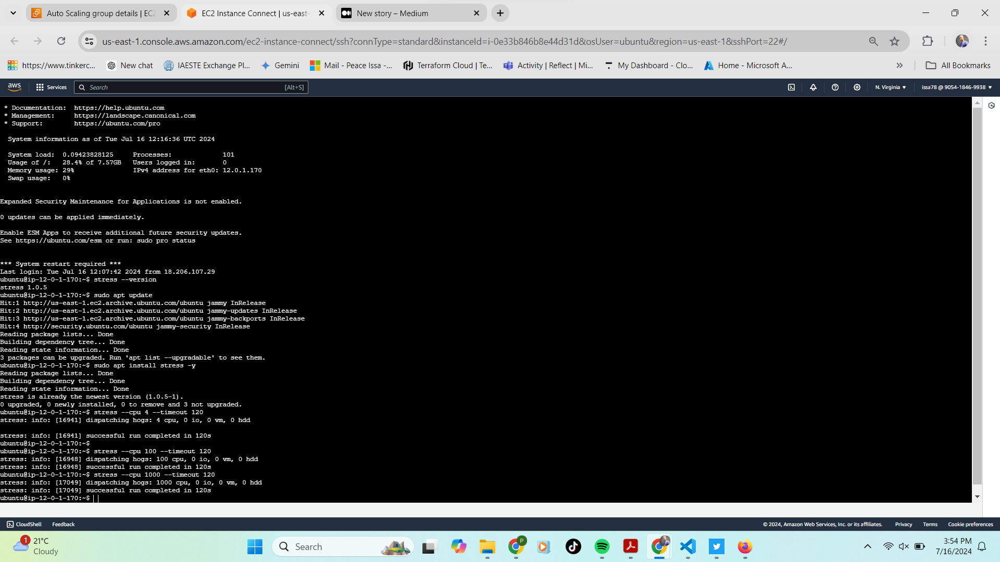 Auto Scaling group details | EC2
EC2 Instance Connect | us-east-
New story – Medium
us-east-1.console.aws.amazon.com/ec2-instance-connect/ssh?connType=standard&instanceId=i-0e33b846b8e44d31d&osUser=ubuntu&region=us-east-1&sshPort=22#/
https://www.tinkerc...
New chat
IAESTE Exchange Pl...
Gemini
Mail - Peace Issa -...
Terraform Cloud | Te...
Activity | Reflect | Mi...
My Dashboard - Clo...
Home - Microsoft A...
All Bookmarks
aws
Services
Search
[Alt+S]
N. Virginia
issa78 @ 9054-1846-9938
* Documentation:  https://help.ubuntu.com
* Management:     https://landscape.canonical.com
* Support:        https://ubuntu.com/pro
System information as of Tue Jul 16 12:16:36 UTC 2024
System load:  0.09423828125     Processes:             101
Usage of /:   28.4% of 7.57GB   Users logged in:       0
Memory usage: 29%               IPv4 address for eth0: 12.0.1.170
Swap usage:   0%
Expanded Security Maintenance for Applications is not enabled.
0 updates can be applied immediately.
Enable ESM Apps to receive additional future security updates.
See https://ubuntu.com/esm or run: sudo pro status
*** System restart required ***
Last login: Tue Jul 16 12:07:42 2024 from 18.206.107.29
ubuntu@ip-12-0-1-170:~$ stress --version
stress 1.0.5
ubuntu@ip-12-0-1-170:~$ sudo apt update
Hit:1 http://us-east-1.ec2.archive.ubuntu.com/ubuntu jammy InRelease
Hit:2 http://us-east-1.ec2.archive.ubuntu.com/ubuntu jammy-updates InRelease
Hit:3 http://us-east-1.ec2.archive.ubuntu.com/ubuntu jammy-backports InRelease
Hit:4 http://security.ubuntu.com/ubuntu jammy-security InRelease
Reading package lists... Done
Building dependency tree... Done
Reading state information... Done
3 packages can be upgraded. Run 'apt list --upgradable' to see them.
ubuntu@ip-12-0-1-170:~$ sudo apt install stress -y
Reading package lists... Done
Building dependency tree... Done
Reading state information... Done
stress is already the newest version (1.0.5-1).
0 upgraded, 0 newly installed, 0 to remove and 3 not upgraded.
ubuntu@ip-12-0-1-170:~$ stress --cpu 4 --timeout 120
stress: info: [16941] dispatching hogs: 4 cpu, 0 io, 0 vm, 0 hdd
stress: info: [16941] successful run completed in 120s
ubuntu@ip-12-0-1-170:~$
ubuntu@ip-12-0-1-170:~$ stress --cpu 100 --timeout 120
stress: info: [16948] dispatching hogs: 100 cpu, 0 io, 0 vm, 0 hdd
stress: info: [16948] successful run completed in 120s
ubuntu@ip-12-0-1-170:~$ stress --cpu 1000 --timeout 120
stress: info: [17049] dispatching hogs: 1000 cpu, 0 io, 0 vm, 0 hdd
stress: info: [17049] successful run completed in 120s
ubuntu@ip-12-0-1-170:~$
CloudShell
Feedback
© 2024, Amazon Web Services, Inc. or its affiliates.
Privacy
Terms
Cookie preferences
1
21°C
Cloudy
Search
P
3:54 PM
7/16/2024